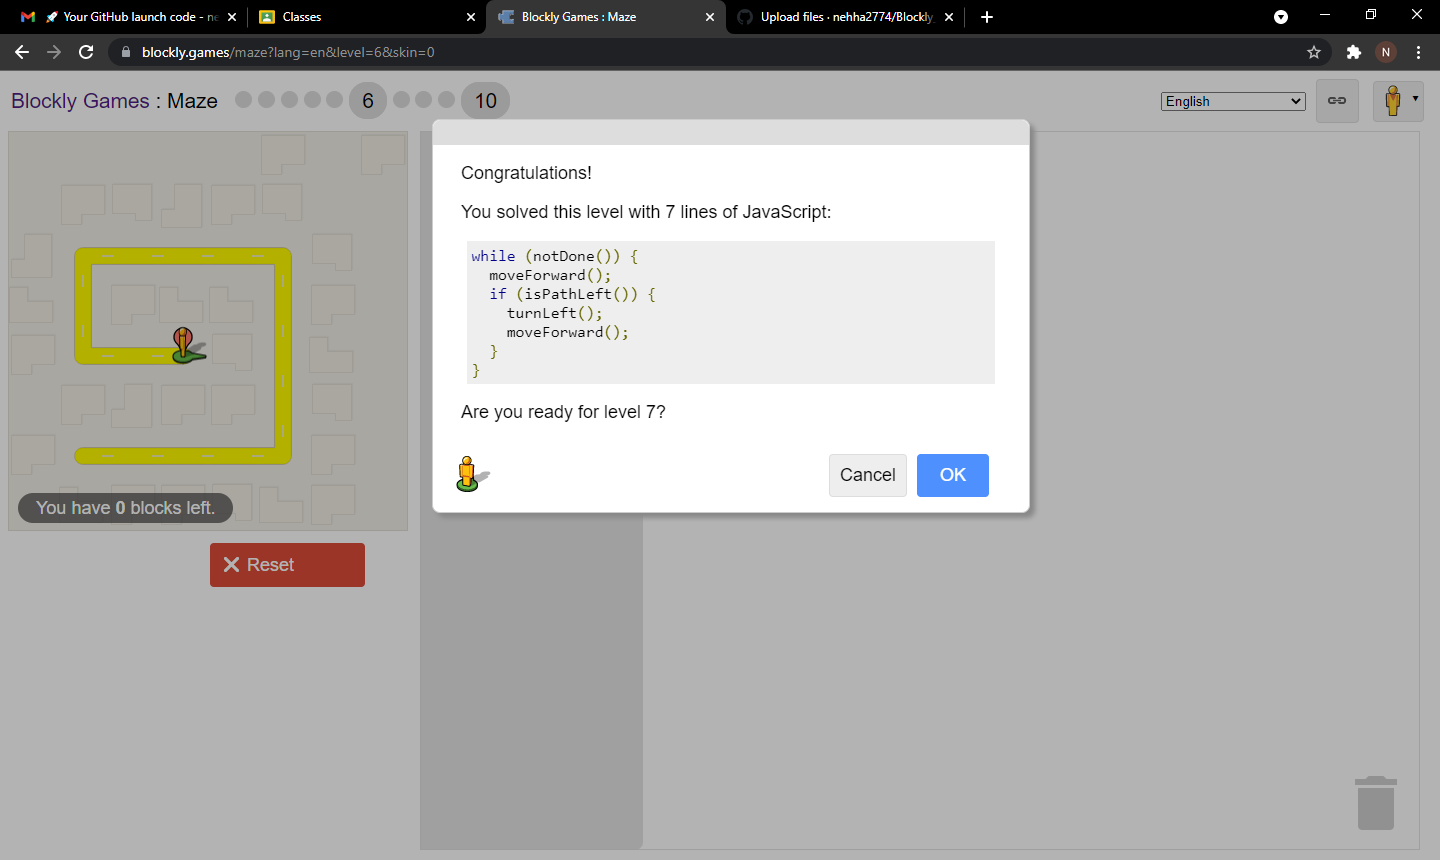 Your GitHub launch code - ne
Classes
Blockly Games : Maze
Upload files · nehha2774/Blockly
blockly.games/maze?lang=en&level=6&skin=0
N
Blockly Games : Maze
6
10
English
Congratulations!
You solved this level with 7 lines of JavaScript:
while (notDone()) {
  moveForward();
  if (isPathLeft()) {
    turnLeft();
    moveForward();
  }
}
Are you ready for level 7?
Cancel
OK
You have 0 blocks left.
Reset